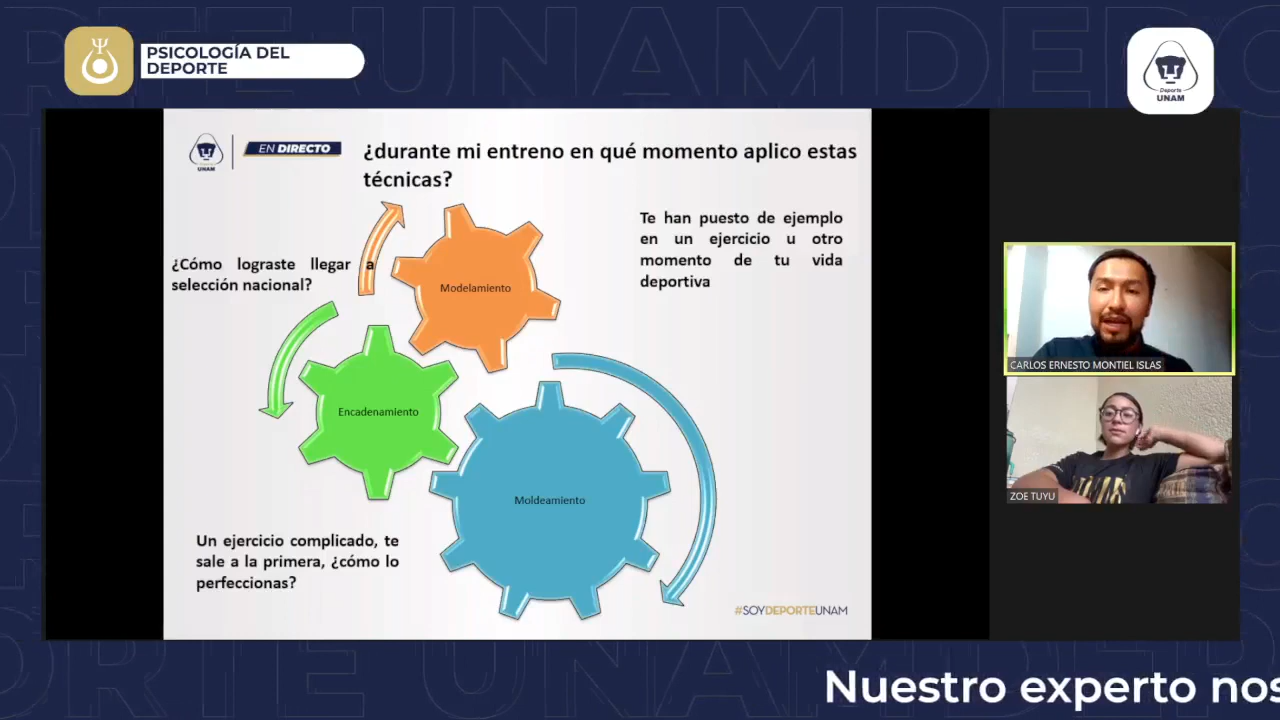 PSICOLOGÍA DEL
DEPORTE
Deporte
UNAM
UNAM
EN DIRECTO
¿durante mi entreno en qué momento aplico estas
técnicas?
Te han puesto de ejemplo
en un ejercicio u otro
momento de tu vida
deportiva
¿Cómo lograste llegar a
selección nacional?
Modelamiento
Encadenamiento
Moldeamiento
Un ejercicio complicado, te
sale a la primera, ¿cómo lo
perfeccionas?
#SOYDEPORTEUNAM
CARLOS ERNESTO MONTIEL ISLAS
ZOE TUYU
Nuestro experto nos